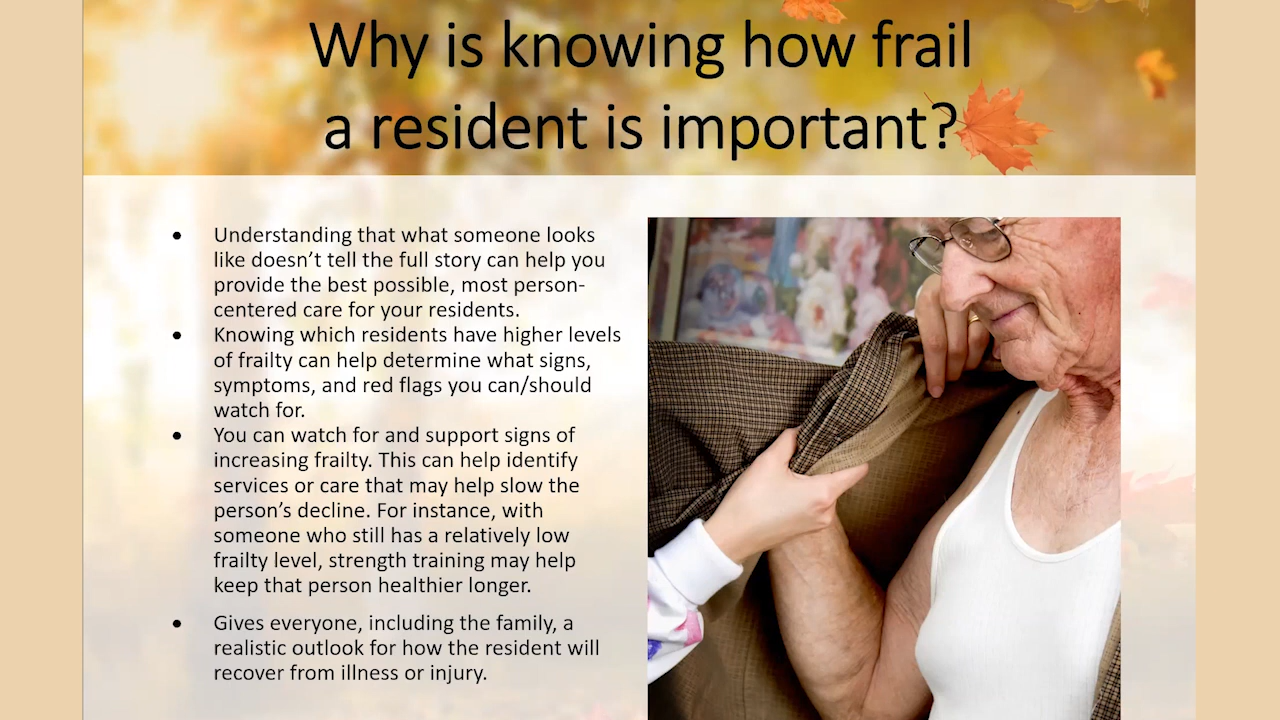 Why is knowing how frail
a resident is important?
• Understanding that what someone looks
like doesn’t tell the full story can help you
provide the best possible, most person-
centered care for your residents.
• Knowing which residents have higher levels
of frailty can help determine what signs,
symptoms, and red flags you can/should
watch for.
• You can watch for and support signs of
increasing frailty. This can help identify
services or care that may help slow the
person’s decline. For instance, with
someone who still has a relatively low
frailty level, strength training may help
keep that person healthier longer.
• Gives everyone, including the family, a
realistic outlook for how the resident will
recover from illness or injury.